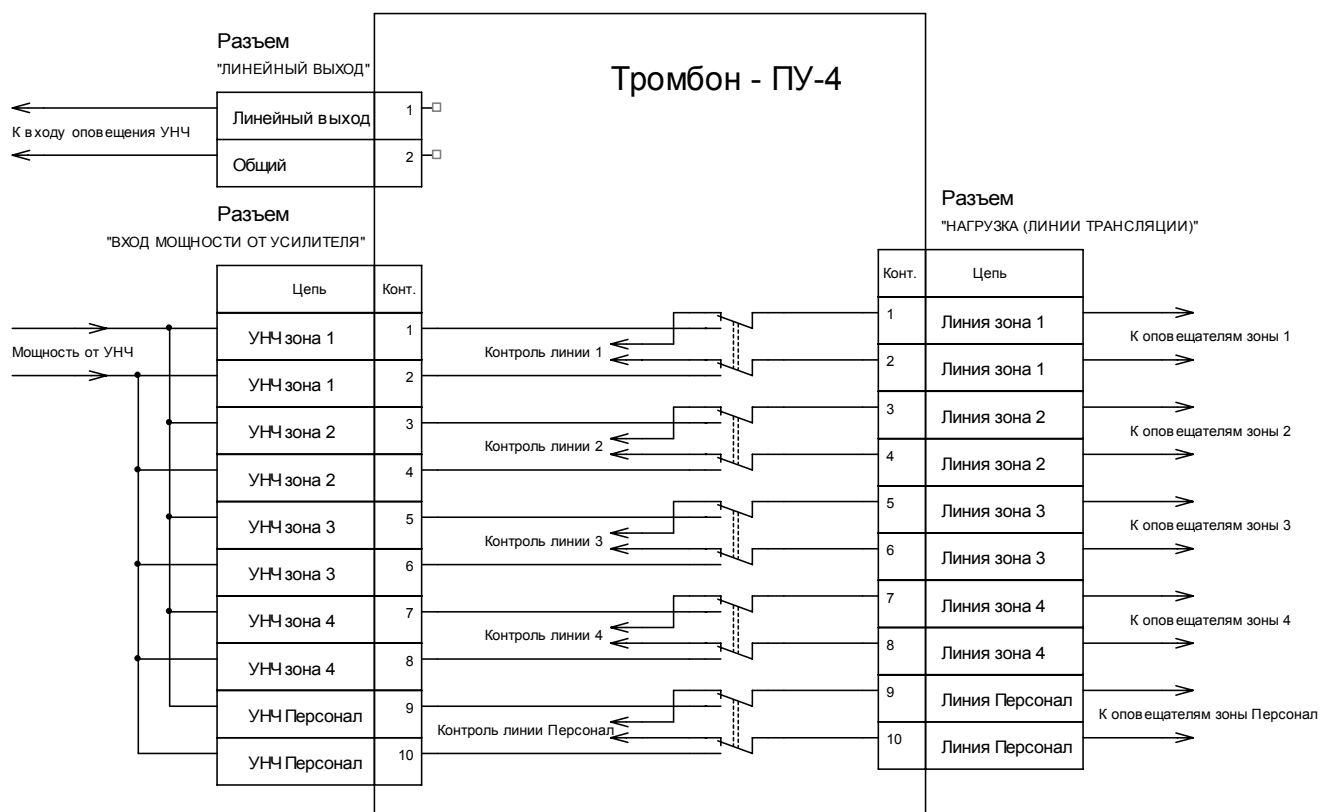 Тромбон - ПУ-4
Разъем
"ЛИНЕЙНЫЙ ВЫХОД"
Линейный выход 1
К входу оповещения УНЧ
Общий 2
Разъем
"ВХОД МОЩНОСТИ ОТ УСИЛИТЕЛЯ"
Цепь Конт.
УНЧ зона 1 1
Мощность от УНЧ
УНЧ зона 1 2
УНЧ зона 2 3
УНЧ зона 2 4
УНЧ зона 3 5
УНЧ зона 3 6
УНЧ зона 4 7
УНЧ зона 4 8
УНЧ Персонал 9
УНЧ Персонал 10
Контроль линии 1
Контроль линии 2
Контроль линии 3
Контроль линии 4
Контроль линии Персонал
Разъем
"НАГРУЗКА (ЛИНИИ ТРАНСЛЯЦИИ)"
Конт. Цепь
1 Линия зона 1
К оповещателям зоны 1
2 Линия зона 1
3 Линия зона 2
К оповещателям зоны 2
4 Линия зона 2
5 Линия зона 3
К оповещателям зоны 3
6 Линия зона 3
7 Линия зона 4
К оповещателям зоны 4
8 Линия зона 4
9 Линия Персонал
К оповещателям зоны Персонал
10 Линия Персонал